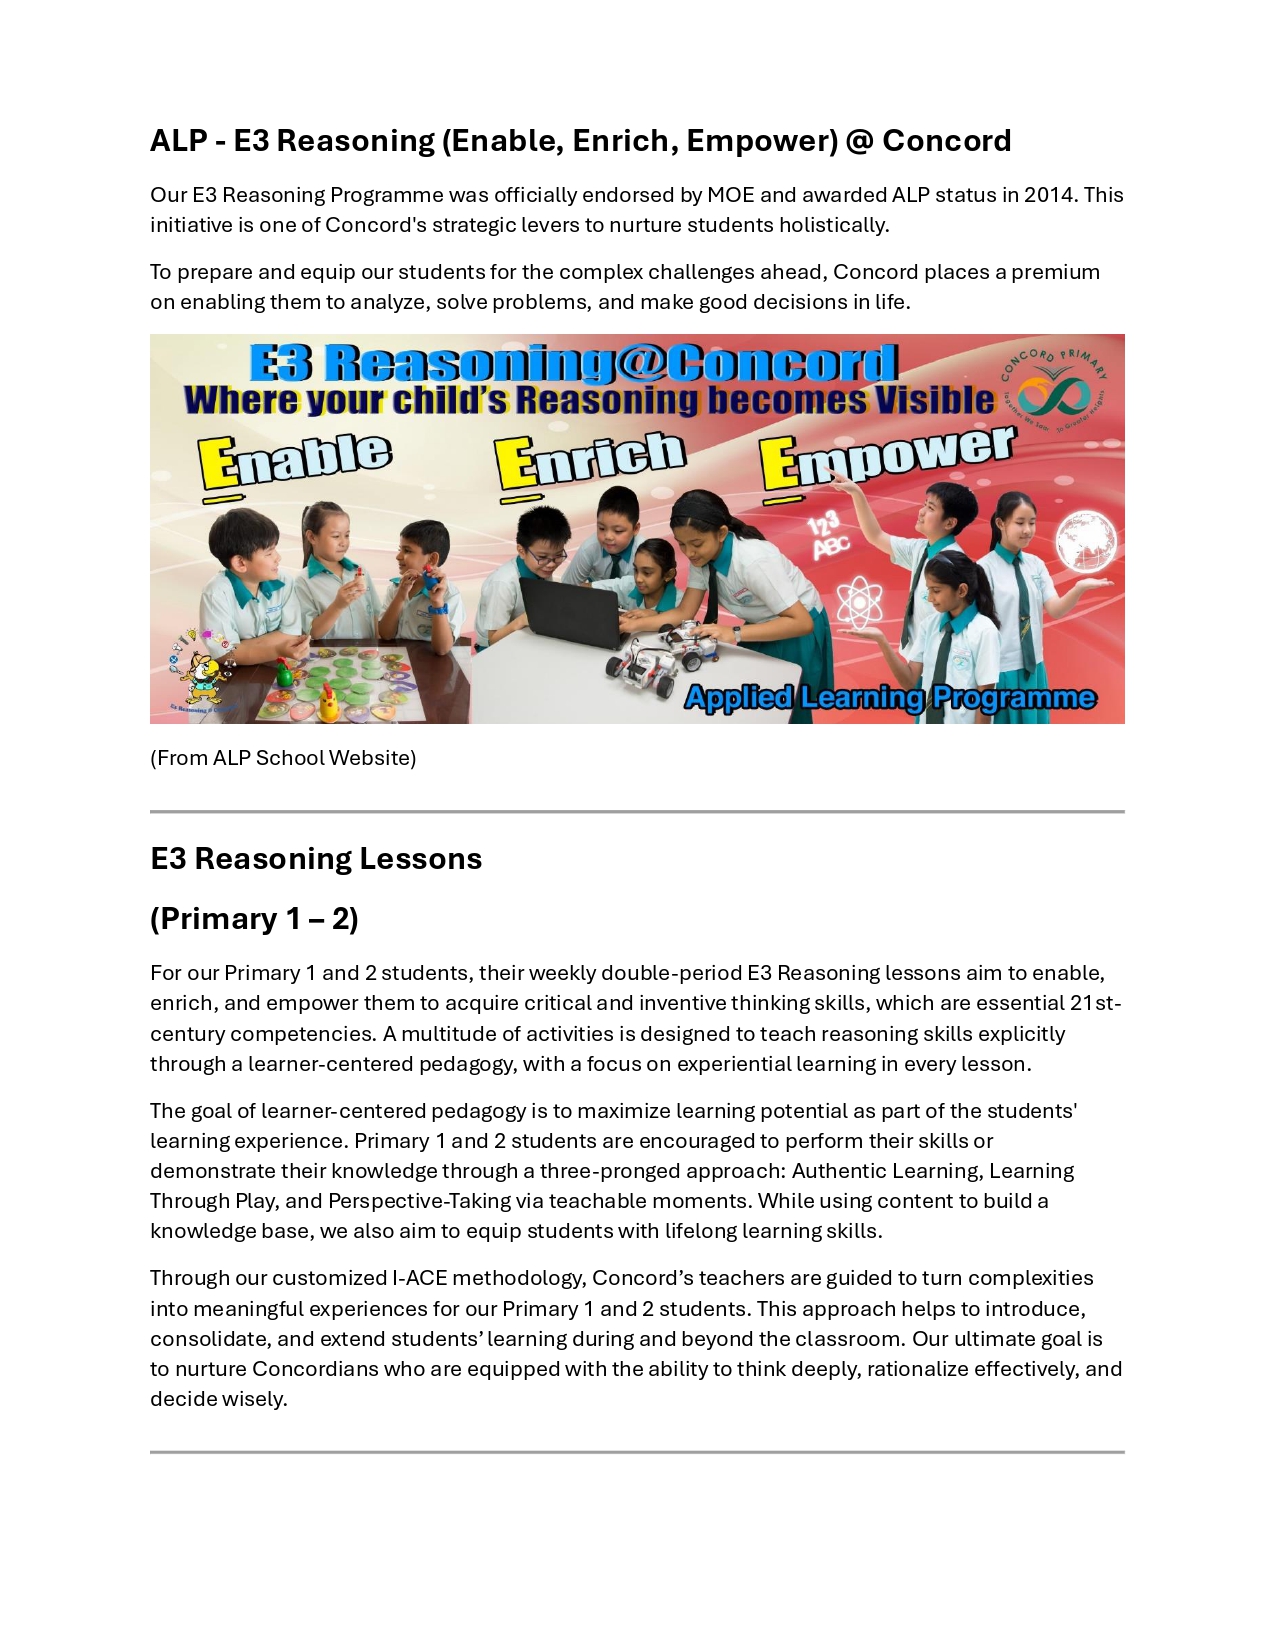 ALP - E3 Reasoning (Enable, Enrich, Empower) @ Concord
Our E3 Reasoning Programme was officially endorsed by MOE and awarded ALP status in 2014. This
initiative is one of Concord's strategic levers to nurture students holistically.
To prepare and equip our students for the complex challenges ahead, Concord places a premium
on enabling them to analyze, solve problems, and make good decisions in life.
E3 Reasoning@Concord
Where your child's Reasoning becomes Visible
CONCORD PRIMARY
Together We Soar To Greater Heights
Enable
Enrich
Empower
123
ABC
E3 Reasoning @
Applied Learning Programme
(From ALP School Website)
E3 Reasoning Lessons
(Primary 1 – 2)
For our Primary 1 and 2 students, their weekly double-period E3 Reasoning lessons aim to enable,
enrich, and empower them to acquire critical and inventive thinking skills, which are essential 21st-
century competencies. A multitude of activities is designed to teach reasoning skills explicitly
through a learner-centered pedagogy, with a focus on experiential learning in every lesson.
The goal of learner-centered pedagogy is to maximize learning potential as part of the students'
learning experience. Primary 1 and 2 students are encouraged to perform their skills or
demonstrate their knowledge through a three-pronged approach: Authentic Learning, Learning
Through Play, and Perspective-Taking via teachable moments. While using content to build a
knowledge base, we also aim to equip students with lifelong learning skills.
Through our customized I-ACE methodology, Concord’s teachers are guided to turn complexities
into meaningful experiences for our Primary 1 and 2 students. This approach helps to introduce,
consolidate, and extend students’ learning during and beyond the classroom. Our ultimate goal is
to nurture Concordians who are equipped with the ability to think deeply, rationalize effectively, and
decide wisely.